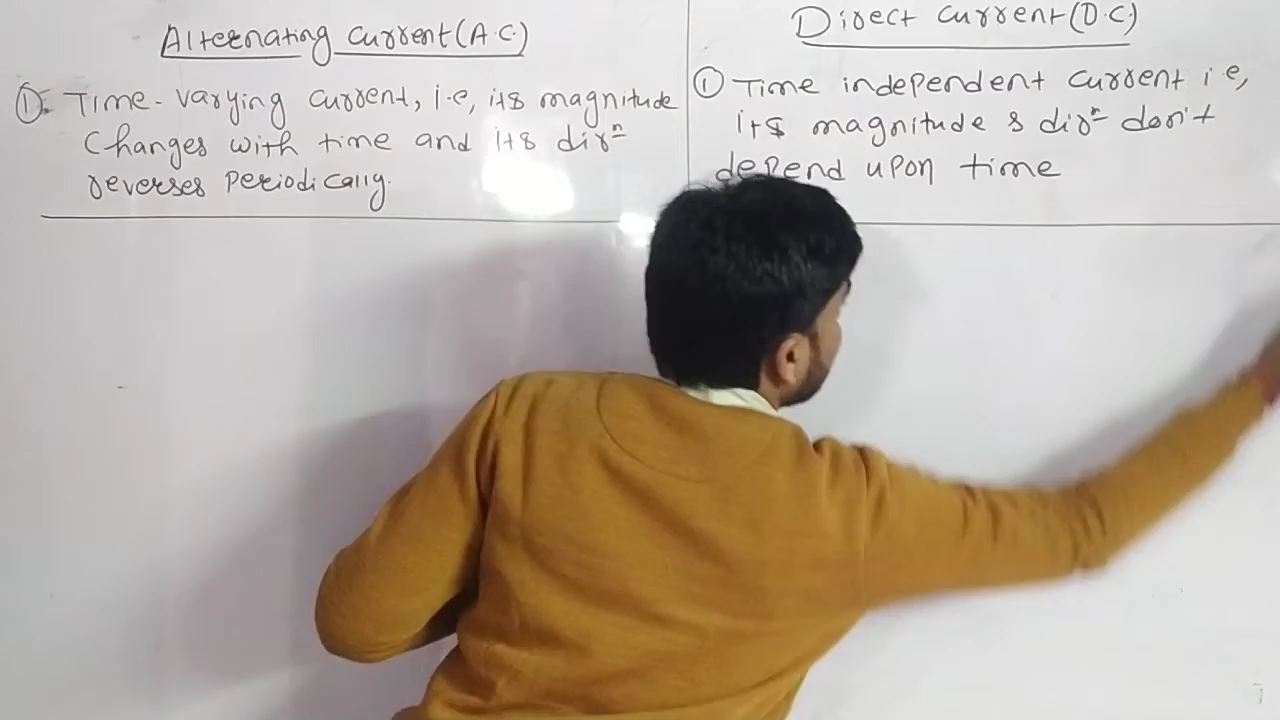 Alternating current (A.C.)
① Time-varying current, i.e, its magnitude
changes with time and its dirⁿ
reverses periodically.
Direct current (D.C.)
① Time independent current i.e,
its magnitude & dirⁿ don't
depend upon time